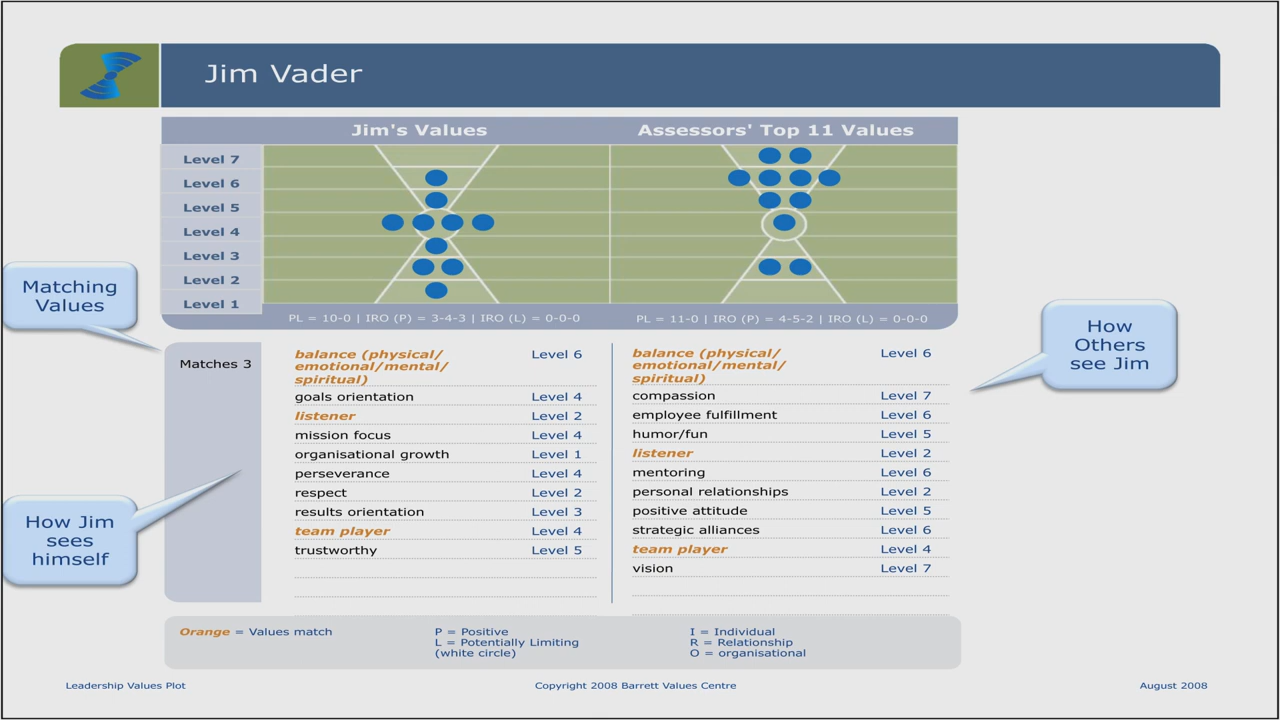 Jim Vader
Jim's Values
Assessors' Top 11 Values
Level 7
Level 6
Level 5
Level 4
Level 3
Level 2
Level 1
PL = 10-0 | IRO (P) = 3-4-3 | IRO (L) = 0-0-0
PL = 11-0 | IRO (P) = 4-5-2 | IRO (L) = 0-0-0
Matching
Values
How Jim
sees
himself
How
Others
see Jim
Matches 3
balance (physical/
emotional/mental/
spiritual)
Level 6
goals orientation Level 4
listener Level 2
mission focus Level 4
organisational growth Level 1
perseverance Level 4
respect Level 2
results orientation Level 3
team player Level 4
trustworthy Level 5
balance (physical/
emotional/mental/
spiritual)
Level 6
compassion Level 7
employee fulfillment Level 6
humor/fun Level 5
listener Level 2
mentoring Level 6
personal relationships Level 2
positive attitude Level 5
strategic alliances Level 6
team player Level 4
vision Level 7
Orange = Values match
P = Positive
L = Potentially Limiting
(white circle)
I = Individual
R = Relationship
O = organisational
Leadership Values Plot
Copyright 2008 Barrett Values Centre
August 2008